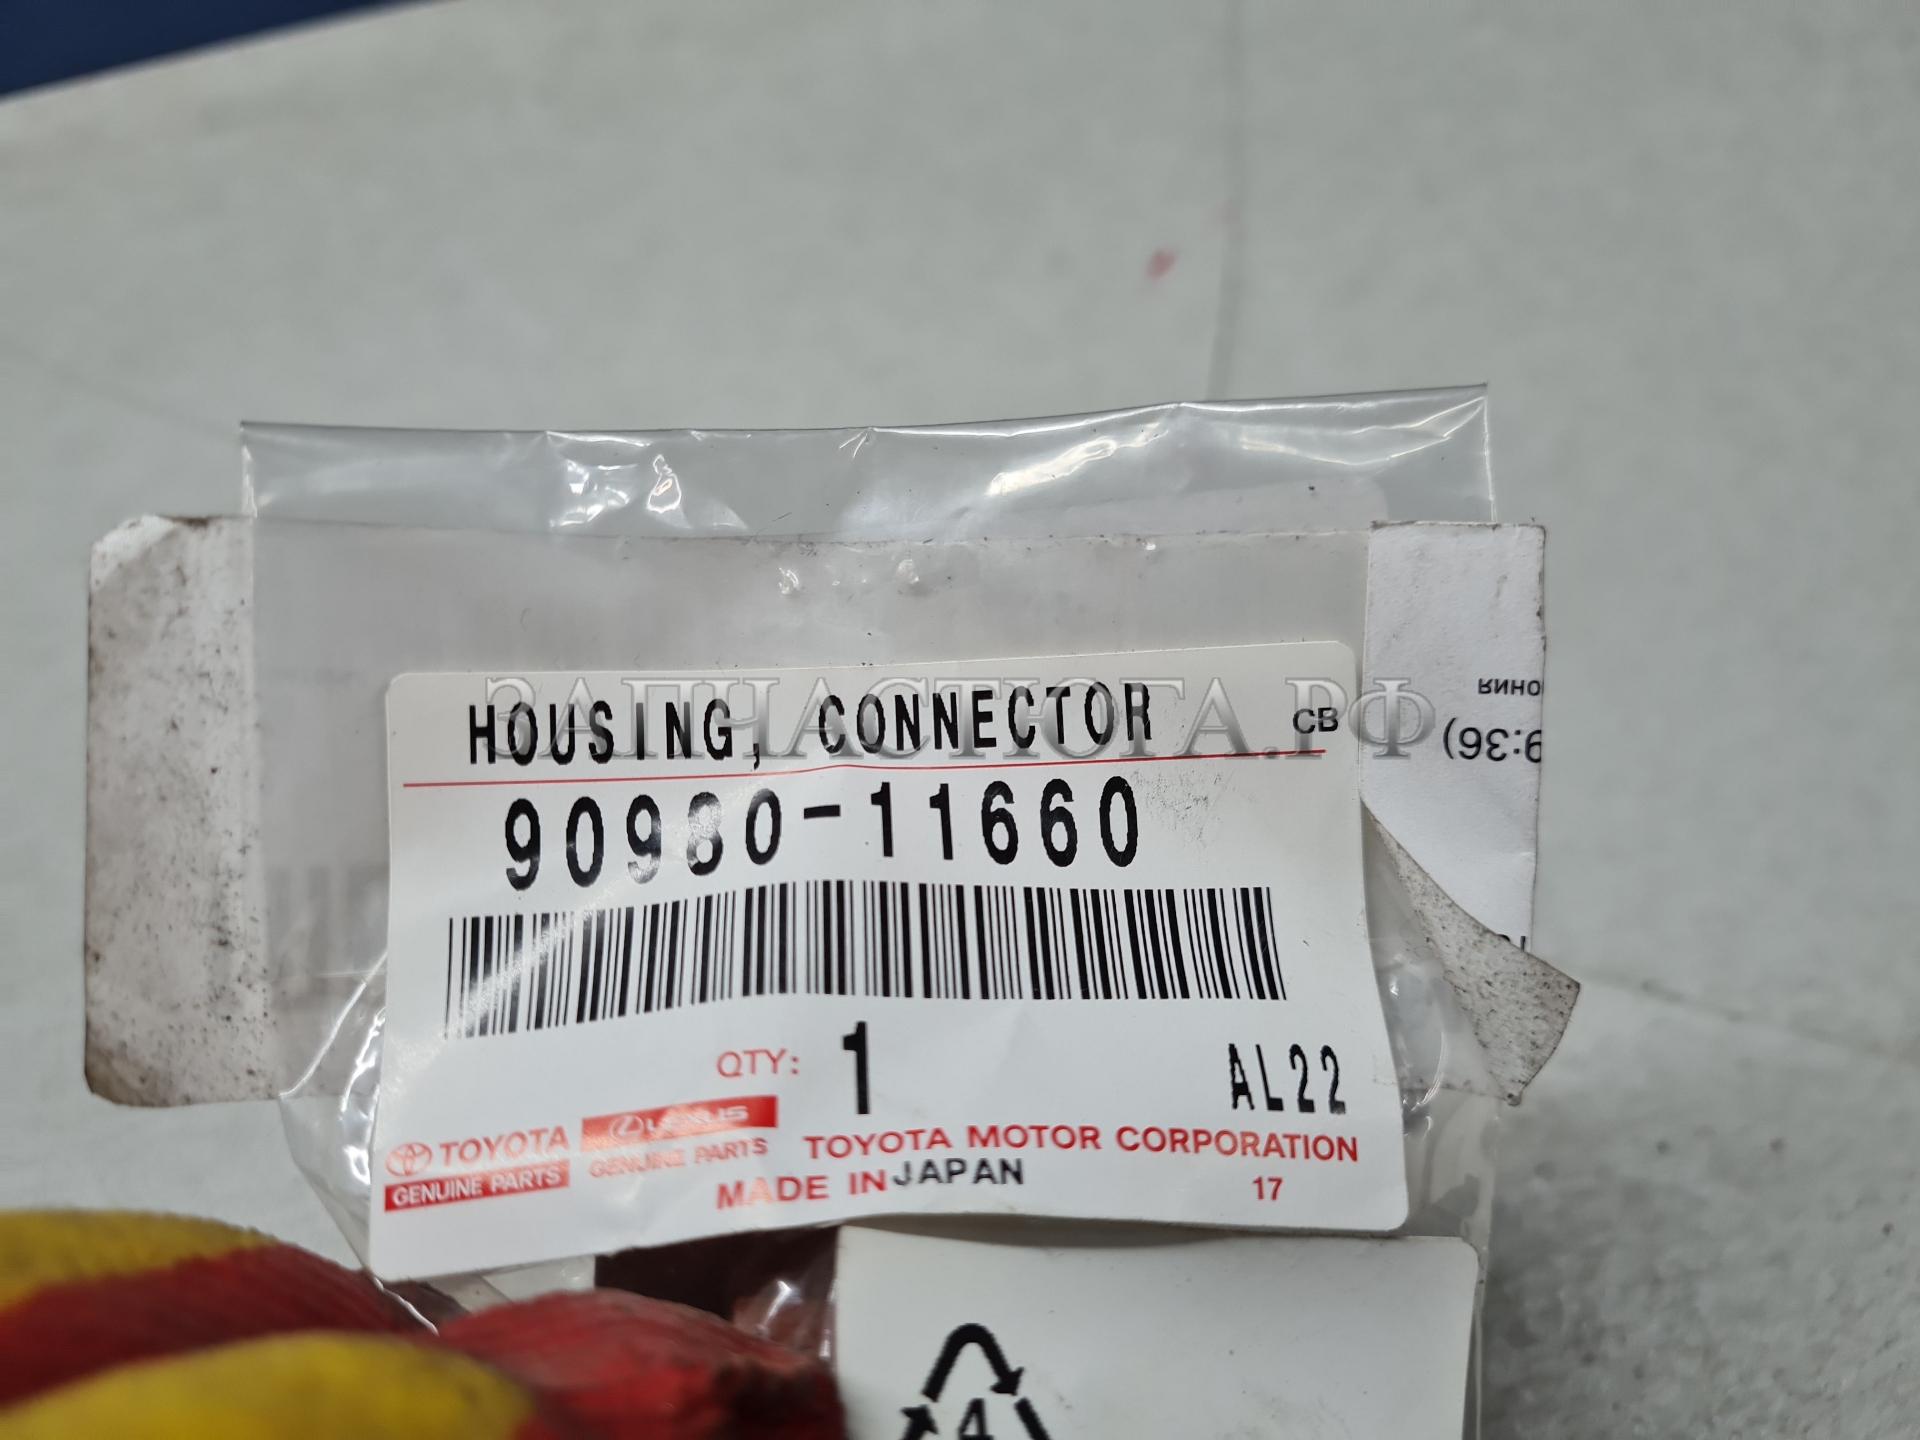 HOUSING, CONNECTOR
CB
ЗАПЧАСТЮГА.РФ
90980-11660
9:36)
QTY: 1
AL22
TOYOTA
GENUINE PARTS
LEXUS
GENUINE PARTS
TOYOTA MOTOR CORPORATION
MADE IN JAPAN
17
4